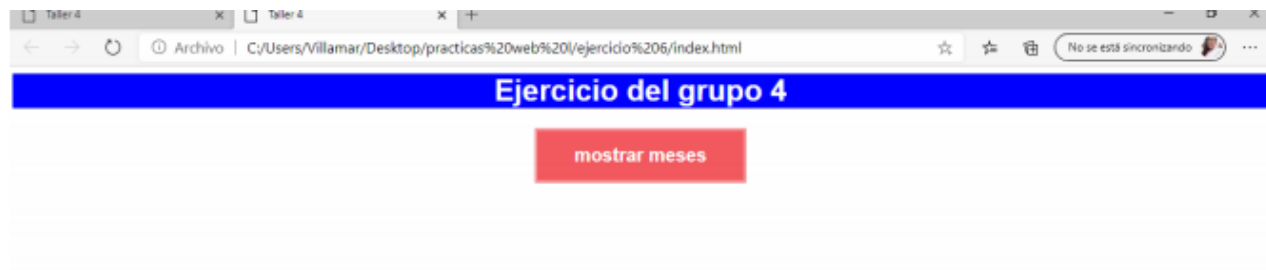 Taller 4
Taller 4
Archivo | C:/Users/Villamar/Desktop/practicas%20web%20I/ejercicio%206/index.html
No se está sincronizando
Ejercicio del grupo 4
mostrar meses